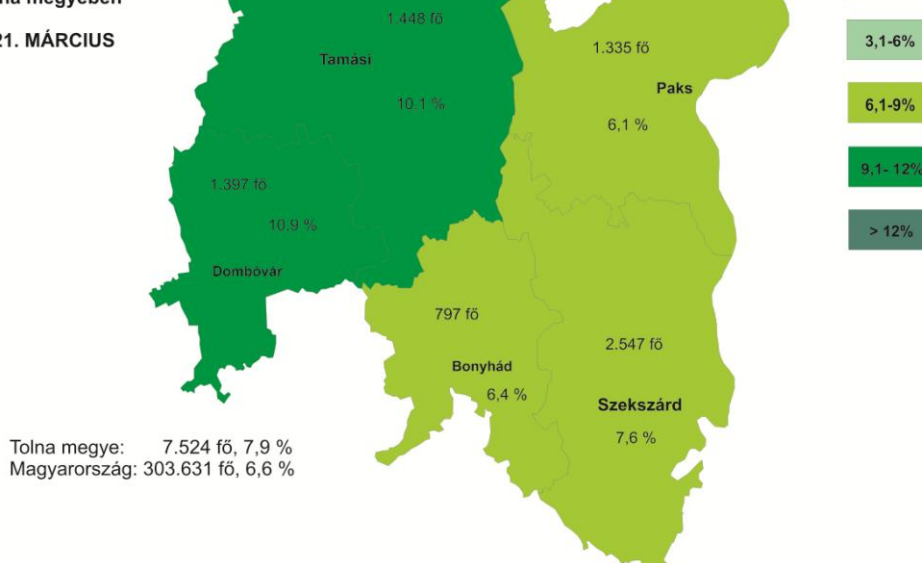 megyében
21. MÁRCIUS
1.448 fő
Tamási
10.1 %
1.335 fő
Paks
6,1 %
1.397 fő
10.9 %
Dombóvár
797 fő
Bonyhád
6,4 %
2.547 fő
Szekszárd
7,6 %
3,1-6%
6,1-9%
9,1- 12%
> 12%
Tolna megye: 7.524 fő, 7,9 %
Magyarország: 303.631 fő, 6,6 %